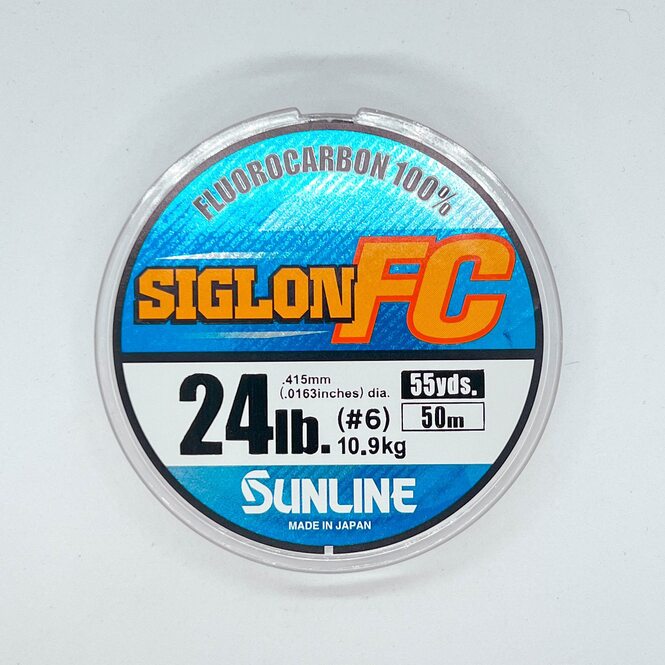 FLUOROCARBON 100%
SIGLON FC
24lb.
.415mm
(.0163inches) dia.
(#6)
10.9kg
55yds.
50m
SUNLINE
MADE IN JAPAN